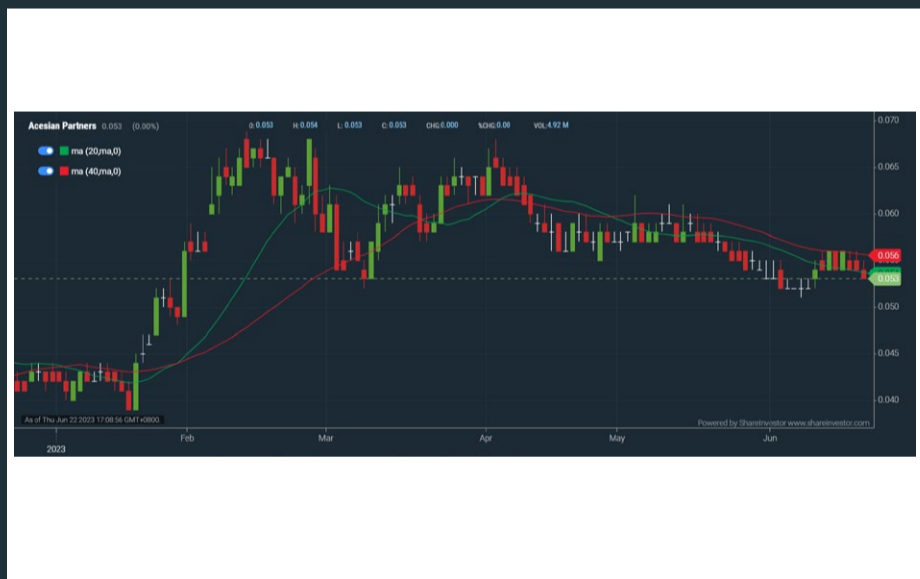 Acesian Partners 0.053 (0.00%) O: 0.053 H: 0.054 L: 0.053 C: 0.053 CHG:0.000 %CHG:0.00 VOL:4.92 M
ma (20,ma,0)
ma (40,ma,0)
0.070
0.065
0.060
0.056
0.053
0.050
0.045
0.040
As of Thu Jun 22 2023 17:08:56 GMT+0800.
Powered by ShareInvestor www.shareinvestor.com
Feb Mar Apr May Jun
2023